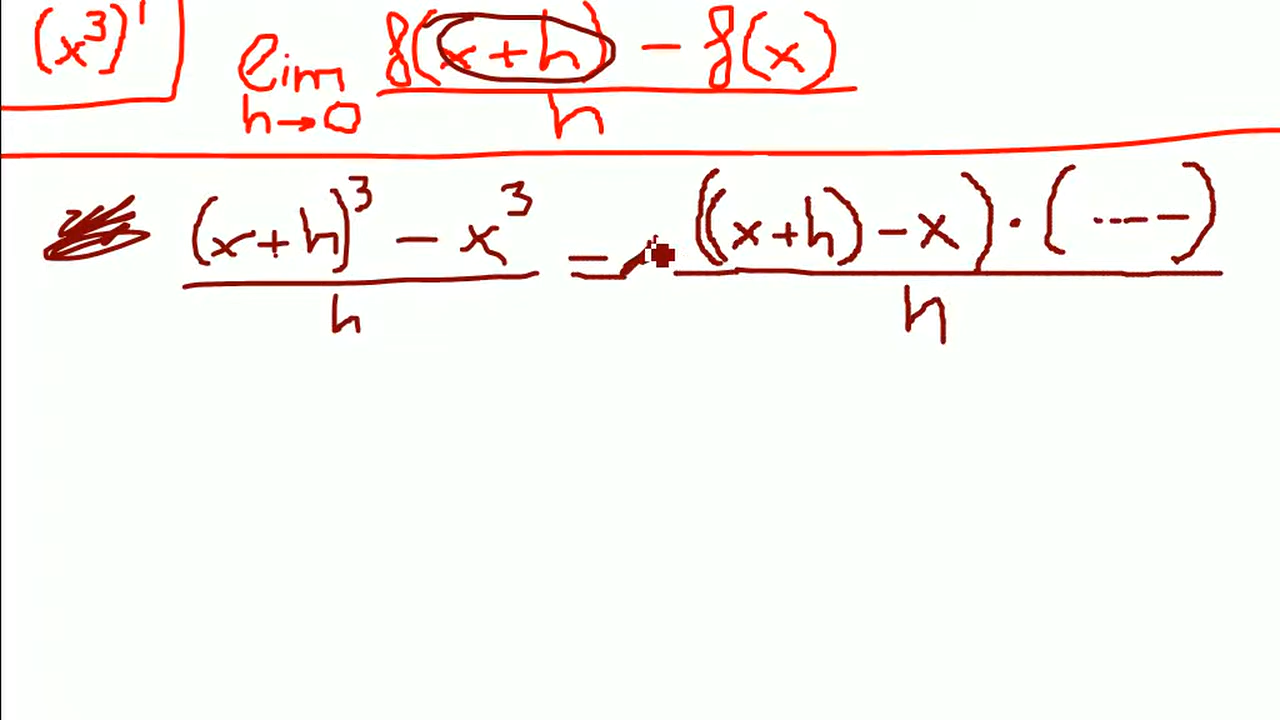 (x³)'
lim h→0 f(x+h) − f(x) / h
(x+h)³ − x³ / h = ((x+h) − x) · (.....−) / h